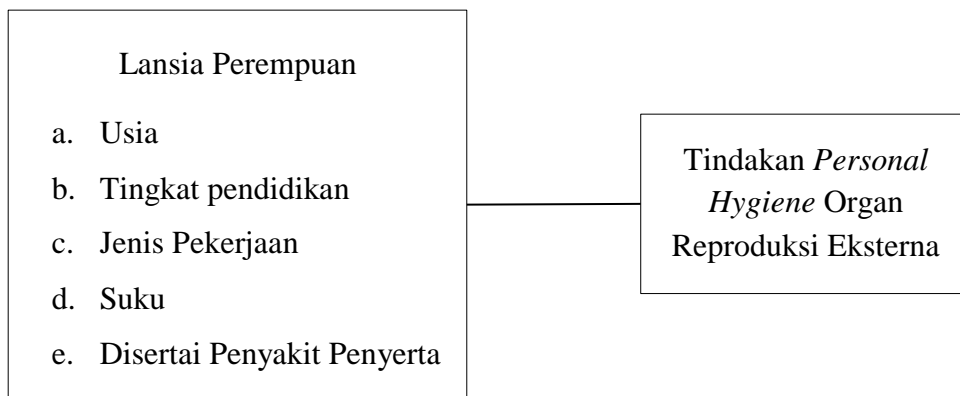 Lansia Perempuan
a. Usia
b. Tingkat pendidikan
c. Jenis Pekerjaan
d. Suku
e. Disertai Penyakit Penyerta
Tindakan Personal
Hygiene Organ
Reproduksi Eksterna